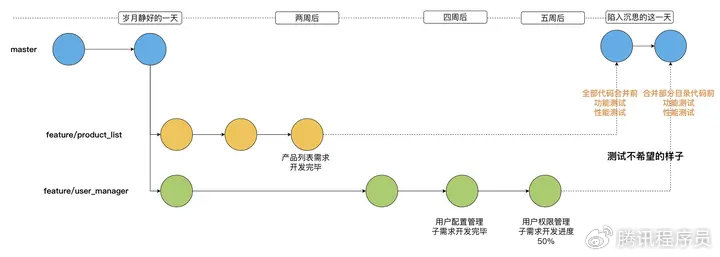 岁月静好的一天
两周后
四周后
五周后
陷入沉思的这一天
master
全部代码合并前
功能测试
性能测试
合并部分目录代码前
功能测试
性能测试
feature/product_list
产品列表需求
开发完毕
测试不希望的样子
feature/user_manager
用户配置管理
子需求开发完毕
用户权限管理
子需求开发进度
50%
@腾讯程序员